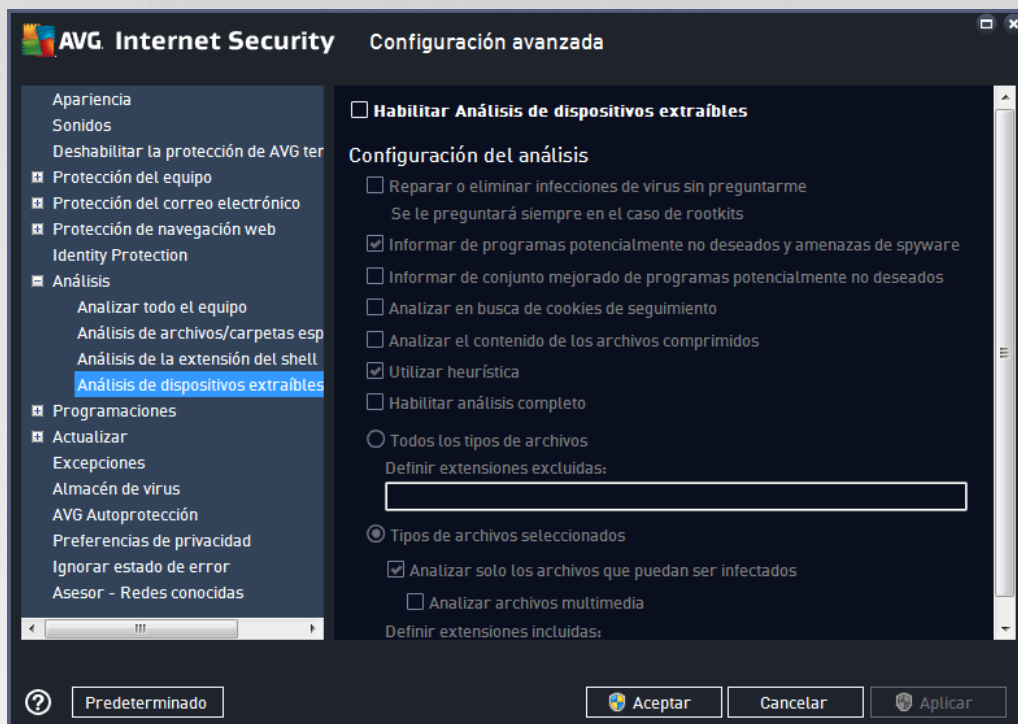 AVG. Internet Security Configuración avanzada
Apariencia
Sonidos
Deshabilitar la protección de AVG ter
Protección del equipo
Protección del correo electrónico
Protección de navegación web
Identity Protection
Análisis
Analizar todo el equipo
Análisis de archivos/carpetas esp
Análisis de la extensión del shell
Análisis de dispositivos extraíbles
Programaciones
Actualizar
Excepciones
Almacén de virus
AVG Autoprotección
Preferencias de privacidad
Ignorar estado de error
Asesor - Redes conocidas
Habilitar Análisis de dispositivos extraíbles
Configuración del análisis
Reparar o eliminar infecciones de virus sin preguntarme
Se le preguntará siempre en el caso de rootkits
Informar de programas potencialmente no deseados y amenazas de spyware
Informar de conjunto mejorado de programas potencialmente no deseados
Analizar en busca de cookies de seguimiento
Analizar el contenido de los archivos comprimidos
Utilizar heurística
Habilitar análisis completo
Todos los tipos de archivos
Definir extensiones excluidas:
Tipos de archivos seleccionados
Analizar solo los archivos que puedan ser infectados
Analizar archivos multimedia
Definir extensiones incluidas:
Predeterminado
Aceptar
Cancelar
Aplicar